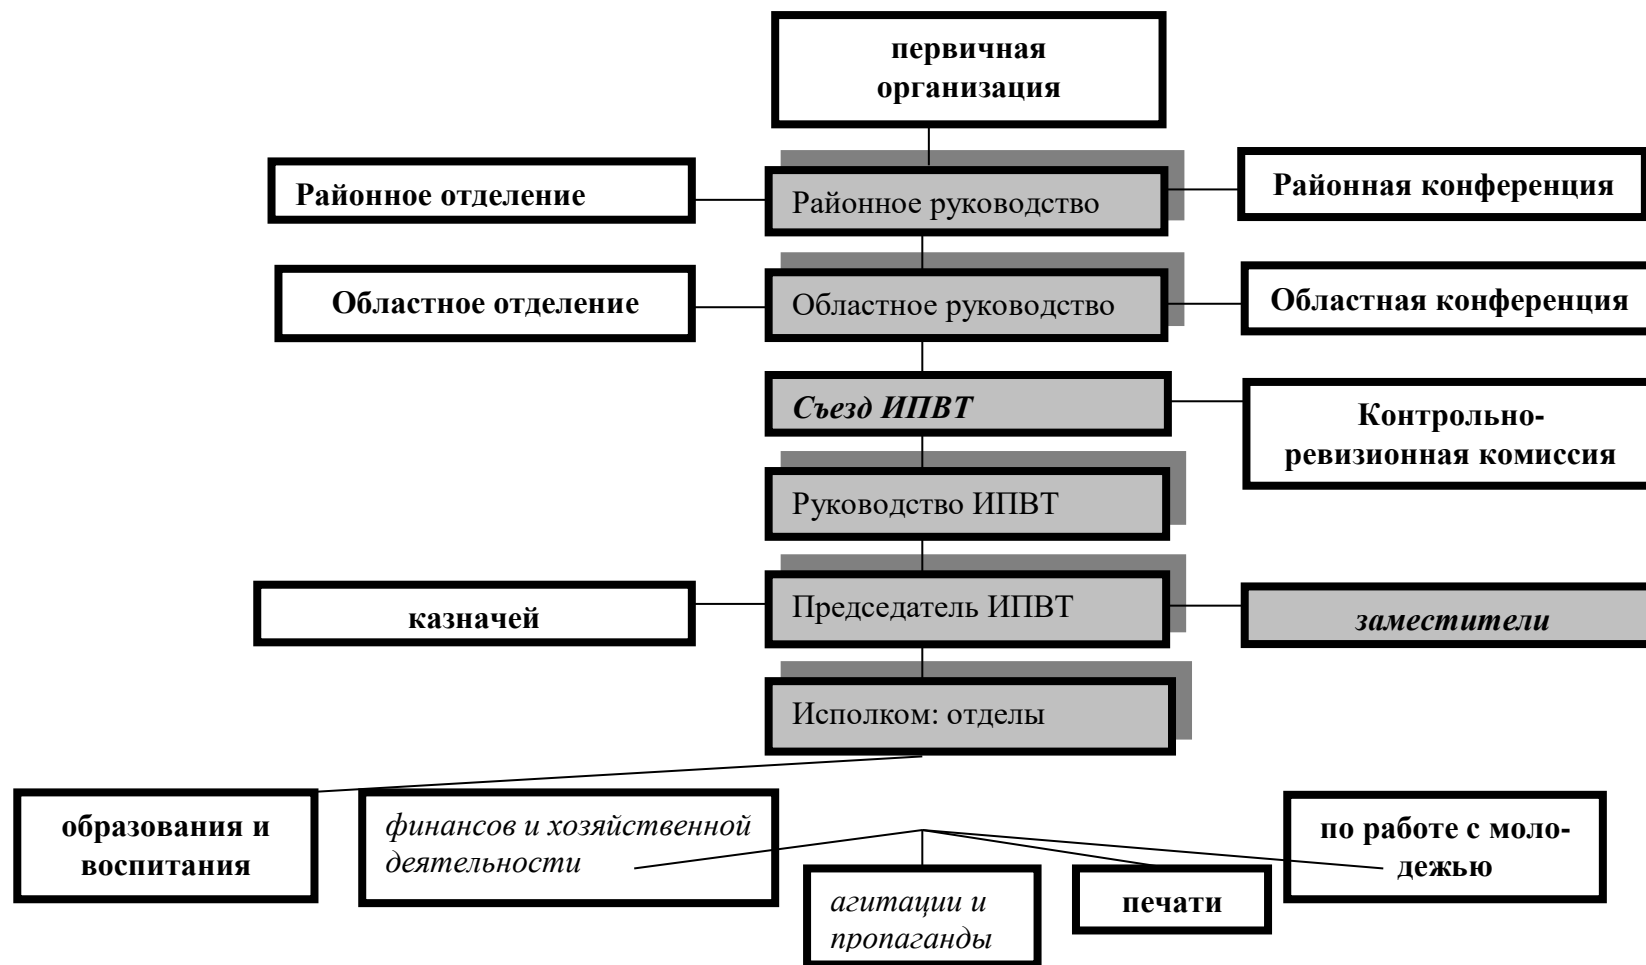 первичная
организация
Районное отделение
Районное руководство
Районная конференция
Областное отделение
Областное руководство
Областная конференция
Съезд ИПВТ
Контрольно-
ревизионная комиссия
Руководство ИПВТ
казначей
Председатель ИПВТ
заместители
Исполком: отделы
образования и
воспитания
финансов и хозяйственной
деятельности
агитации и
пропаганды
печати
по работе с моло-
дежью